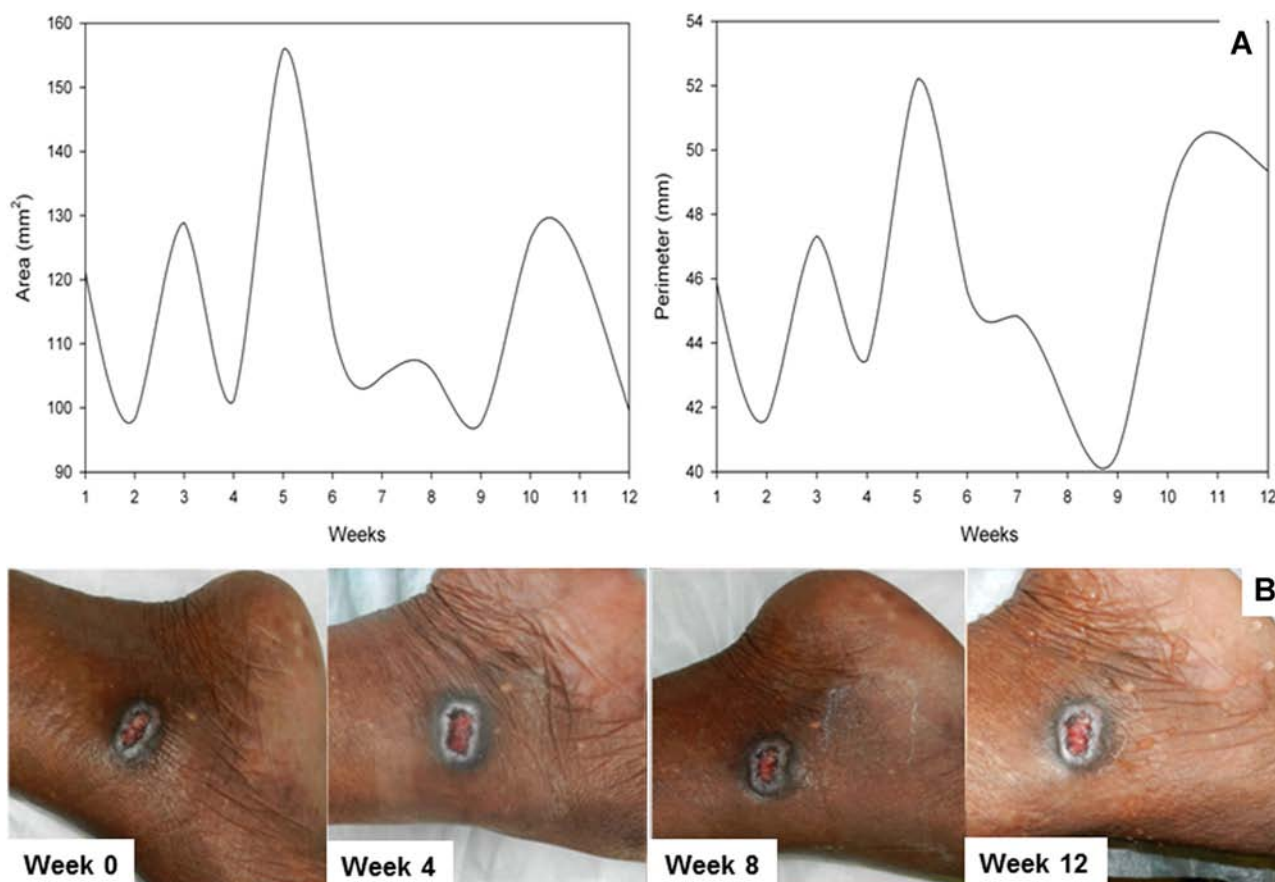 A
160
150
140
130
120
110
100
90
Area (mm²)
1 2 3 4 5 6 7 8 9 10 11 12
Weeks
54
52
50
48
46
44
42
40
Perimeter (mm)
1 2 3 4 5 6 7 8 9 10 11 12
Weeks
B
Week 0
Week 4
Week 8
Week 12